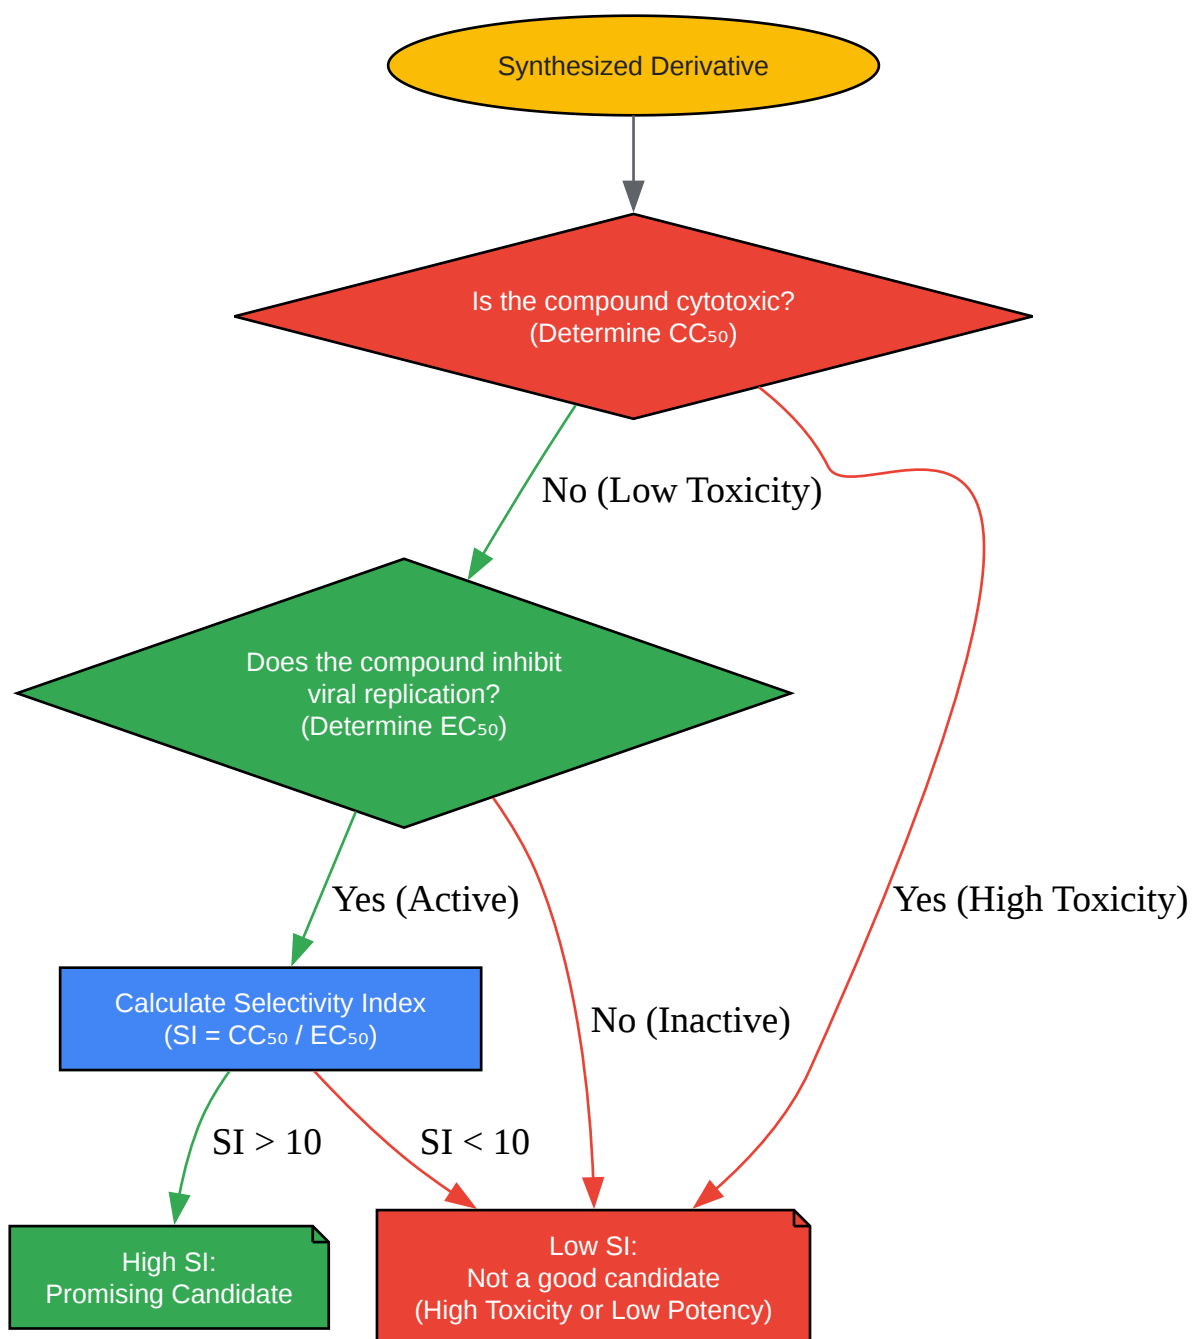 Synthesized Derivative
Is the compound cytotoxic?
(Determine CC₅₀)
No (Low Toxicity)
Does the compound inhibit
viral replication?
(Determine EC₅₀)
Yes (Active)
Yes (High Toxicity)
Calculate Selectivity Index
(SI = CC₅₀ / EC₅₀)
No (Inactive)
SI > 10
SI < 10
High SI:
Promising Candidate
Low SI:
Not a good candidate
(High Toxicity or Low Potency)